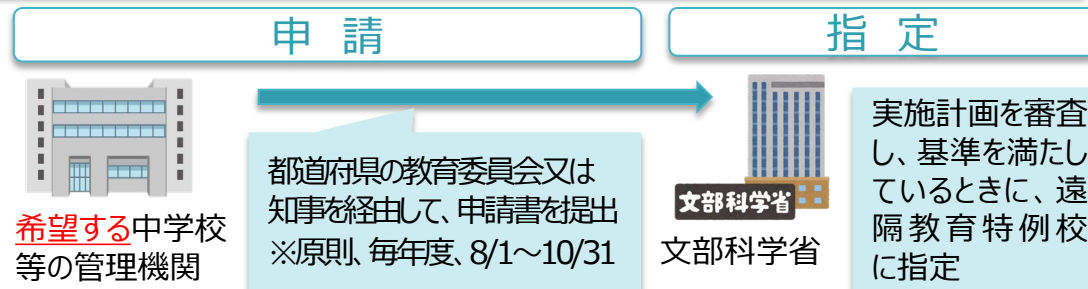 申 請
指 定
都道府県の教育委員会又は
知事を経由して、申請書を提出
※原則、毎年度、8/1～10/31
希望する中学校
等の管理機関
文部科学省
文部科学省
実施計画を審査
し、基準を満たし
ているときに、遠
隔教育特例校
に指定